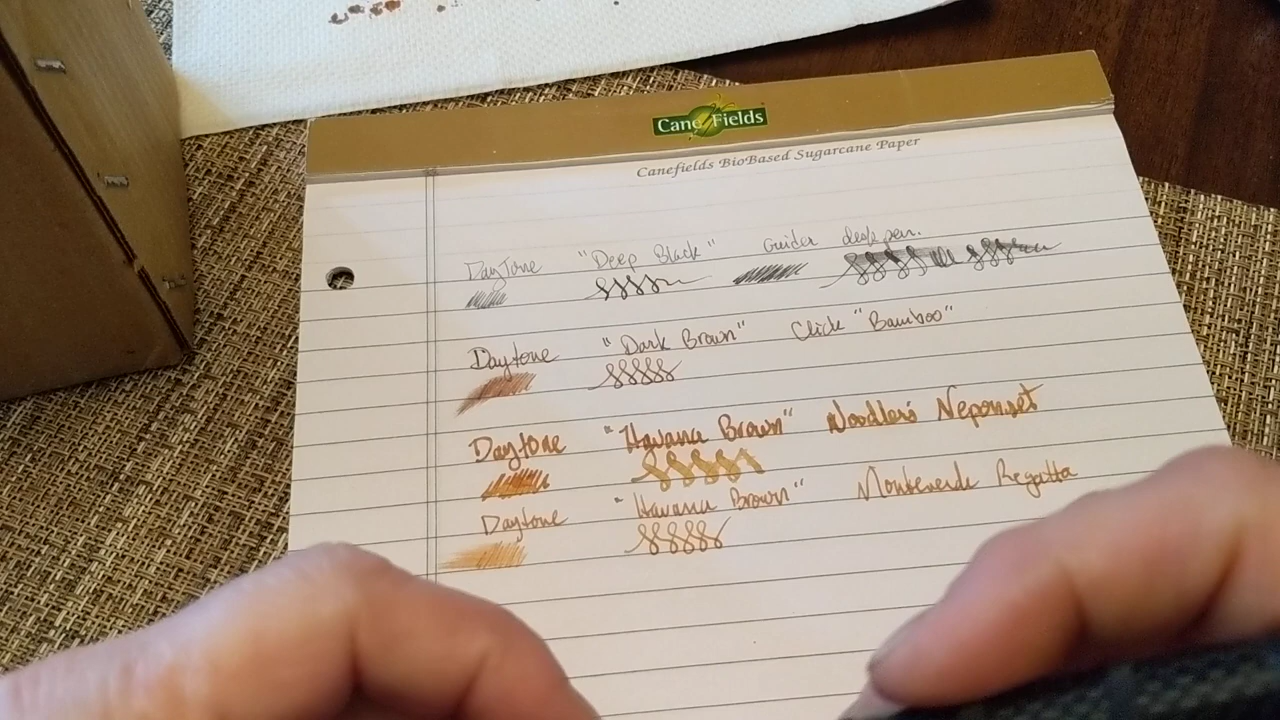 Cane Fields
Canefields BioBased Sugarcane Paper
DayTone "Deep Black" Guider desk pen.
Daytone "Dark Brown" Click "Bamboo"
Daytone "Havana Brown" Noodler's Neponset
Daytone "Havana Brown" Monteverde Regatta